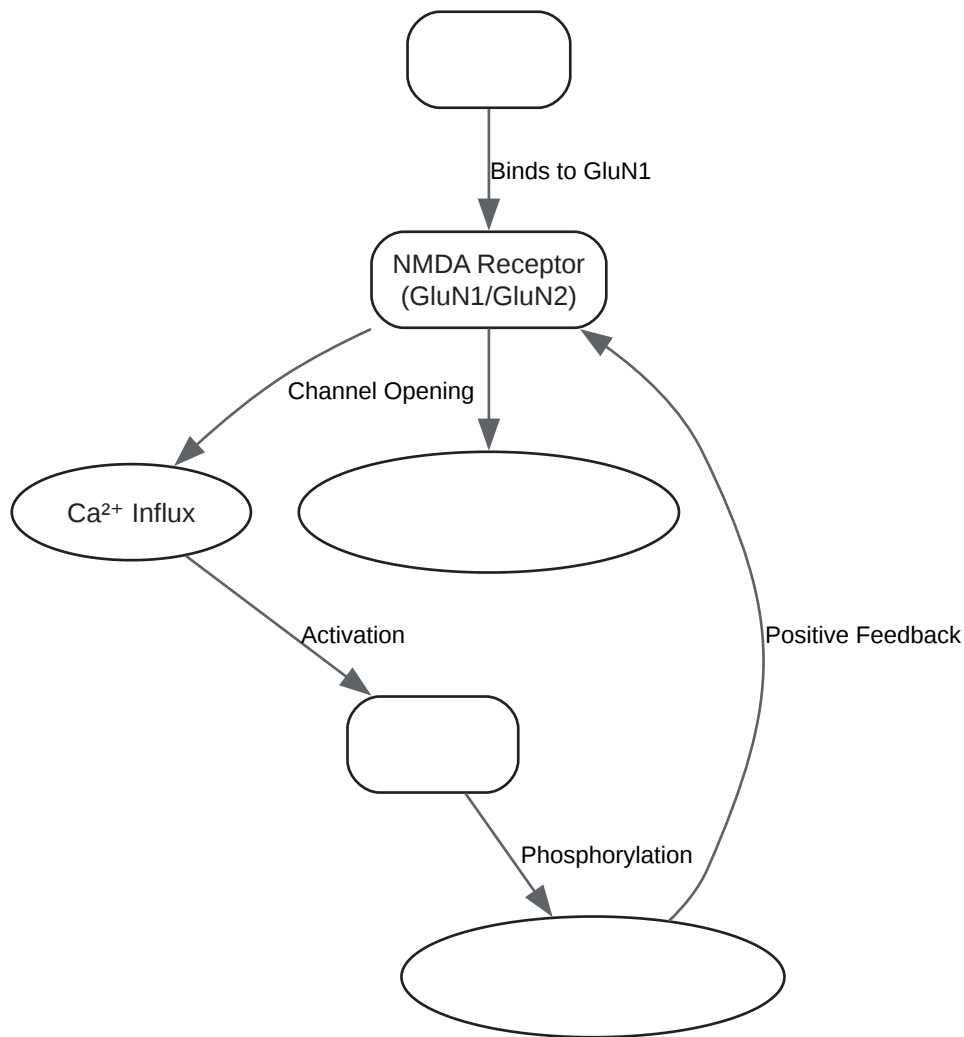 Binds to GluN1
NMDA Receptor
(GluN1/GluN2)
Channel Opening
Ca²⁺ Influx
Activation
Positive Feedback
Phosphorylation